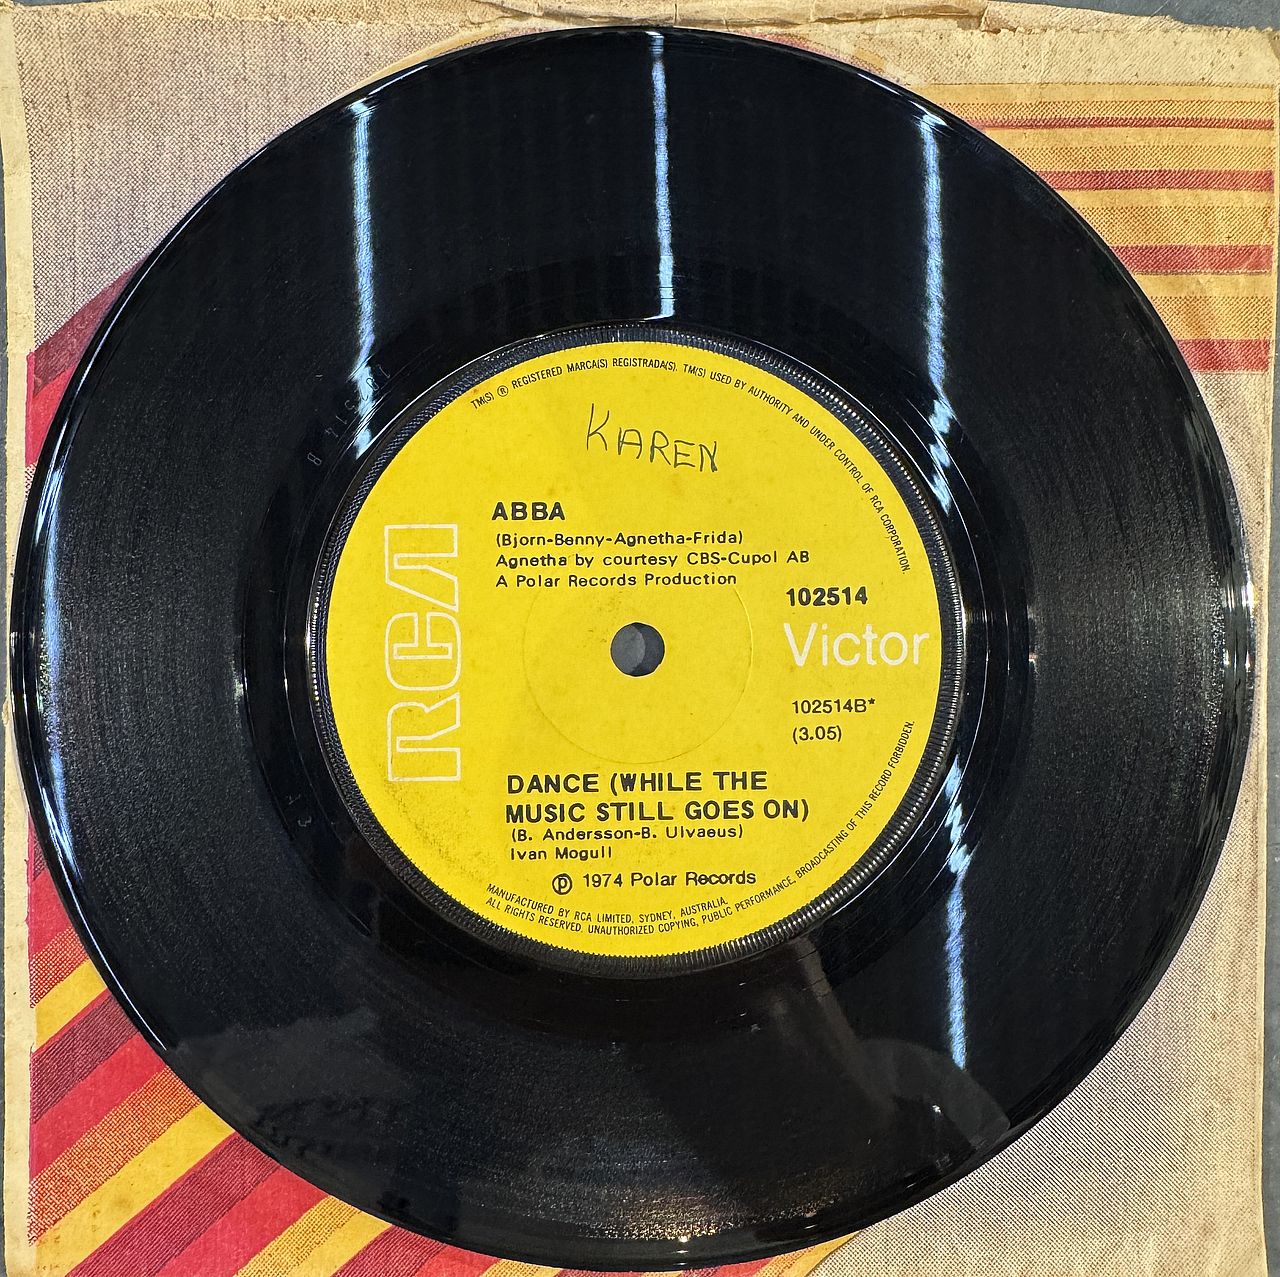 TM(S) ® REGISTERED MARCA(S) REGISTRADA(S). TM(S) USED BY AUTHORITY AND UNDER CONTROL OF RCA CORPORATION.
KAREN
ABBA
(Bjorn-Benny-Agnetha-Frida)
Agnetha by courtesy CBS-Cupol AB
A Polar Records Production
102514
RCA
Victor
102514B*
(3.05)
DANCE (WHILE THE
MUSIC STILL GOES ON)
(B. Andersson-B. Ulvaeus)
Ivan Mogull
℗ 1974 Polar Records
MANUFACTURED BY RCA LIMITED, SYDNEY, AUSTRALIA.
ALL RIGHTS RESERVED. UNAUTHORIZED COPYING, PUBLIC PERFORMANCE, BROADCASTING OF THIS RECORD FORBIDDEN.